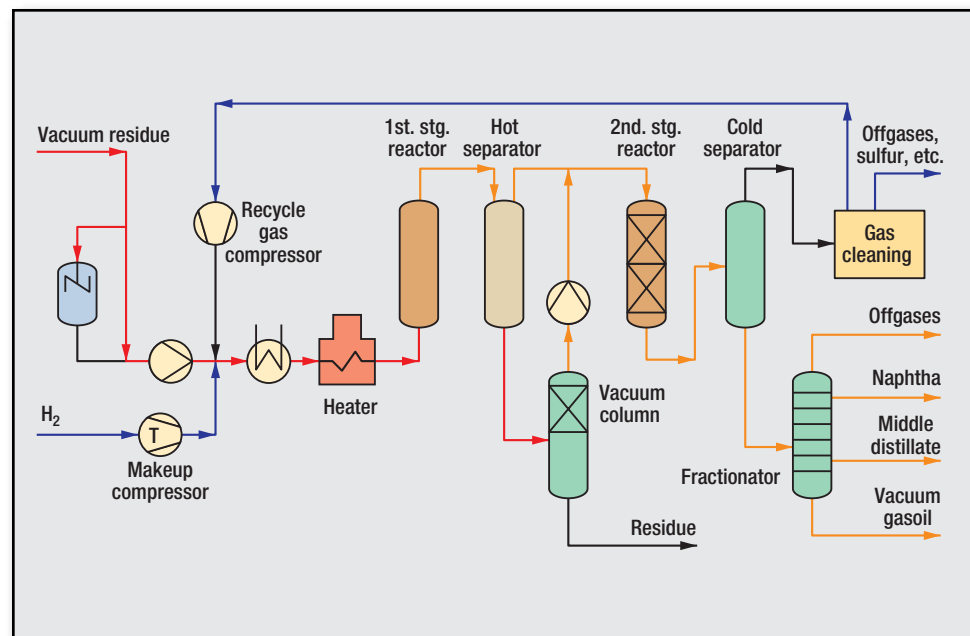 Vacuum residue
1st. stg.
reactor
Hot
separator
2nd. stg.
reactor
Cold
separator
Offgases,
sulfur, etc.
Recycle
gas
compressor
Gas
cleaning
Offgases
Heater
Vacuum
column
Naphtha
H2
T
Middle
distillate
Makeup
compressor
Fractionator
Vacuum
gasoil
Residue